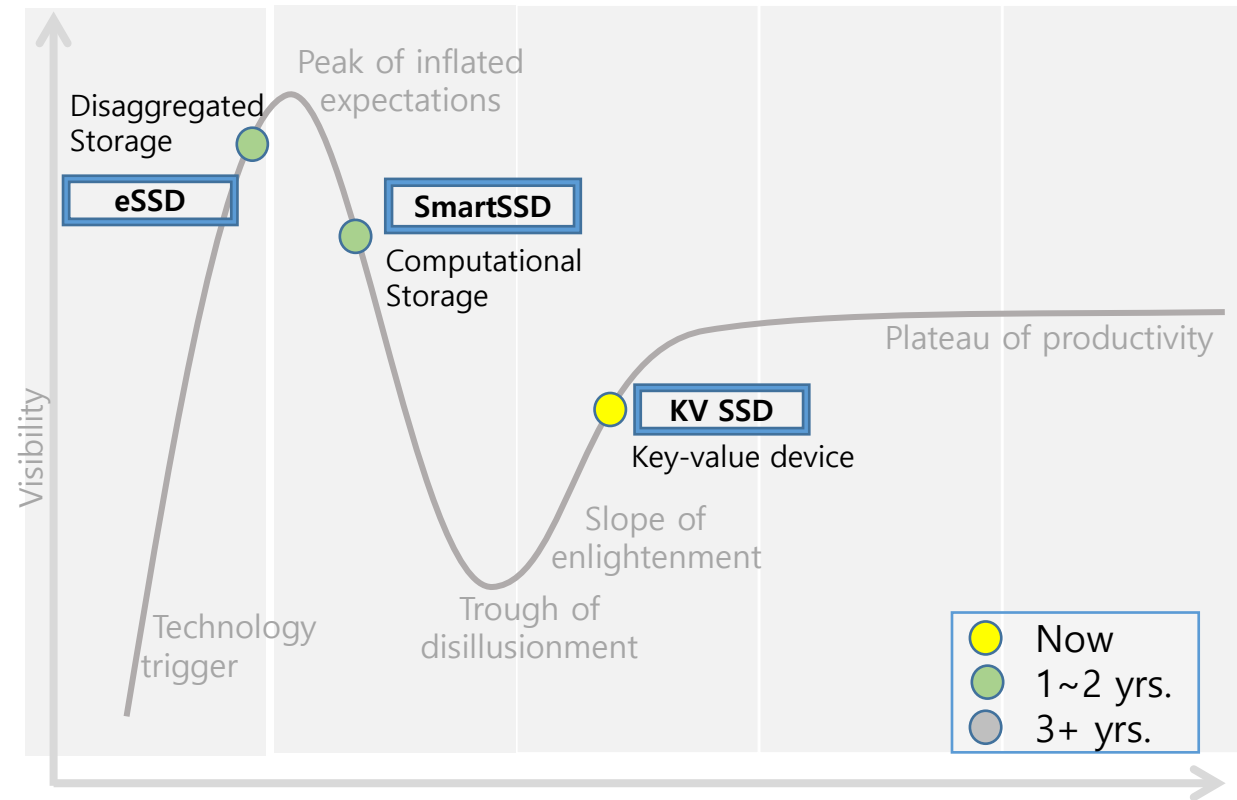 Peak of inflated
expectations
Disaggregated
Storage
eSSD
SmartSSD
Computational
Storage
Plateau of productivity
KV SSD
Key-value device
Visibility
Slope of
enlightenment
Trough of
disillusionment
Technology
trigger
Now
1~2 yrs.
3+ yrs.